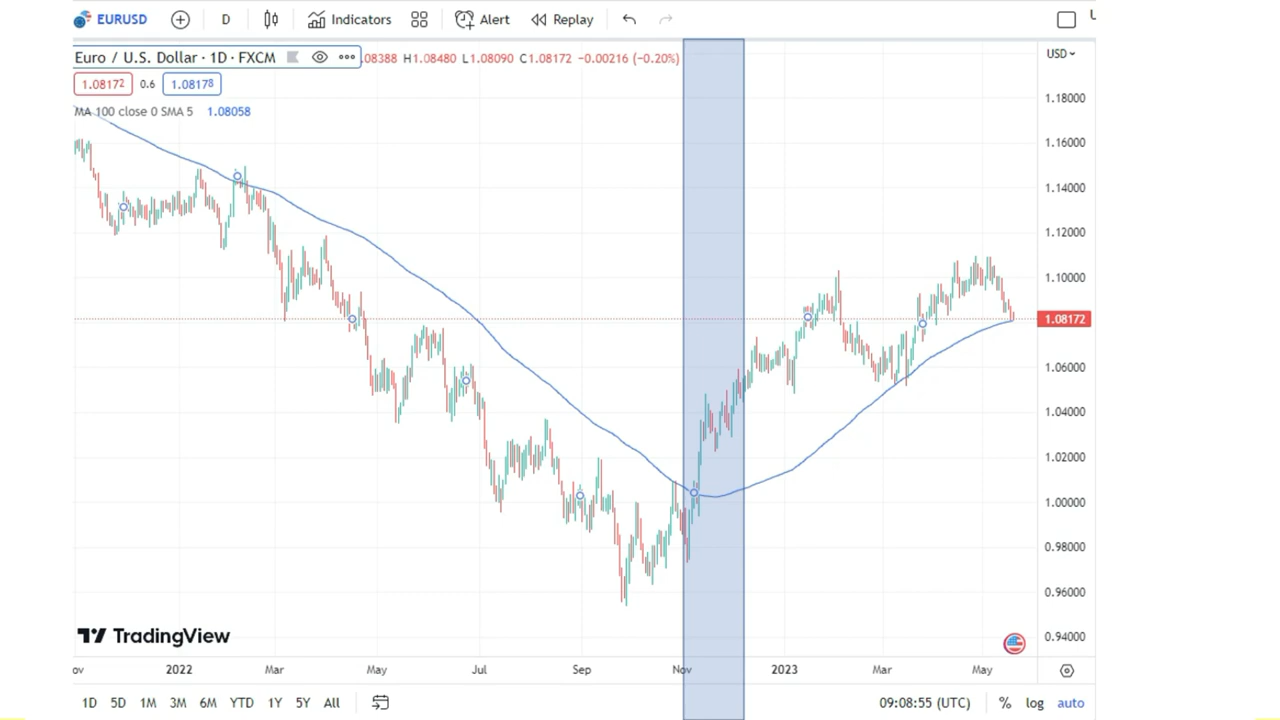 EURUSD D Indicators Alert Replay
Euro / U.S. Dollar · 1D · FXCM 08388 H1.08480 L1.08090 C1.08172 −0.00216 (−0.20%) USD
1.08172 0.6 1.08178
MA 100 close 0 SMA 5 1.08058
1.18000
1.16000
1.14000
1.12000
1.10000
1.08172
1.06000
1.04000
1.02000
1.00000
0.98000
0.96000
0.94000
TradingView
ov 2022 Mar May Jul Sep Nov 2023 Mar May
1D 5D 1M 3M 6M YTD 1Y 5Y All 09:08:55 (UTC) % log auto